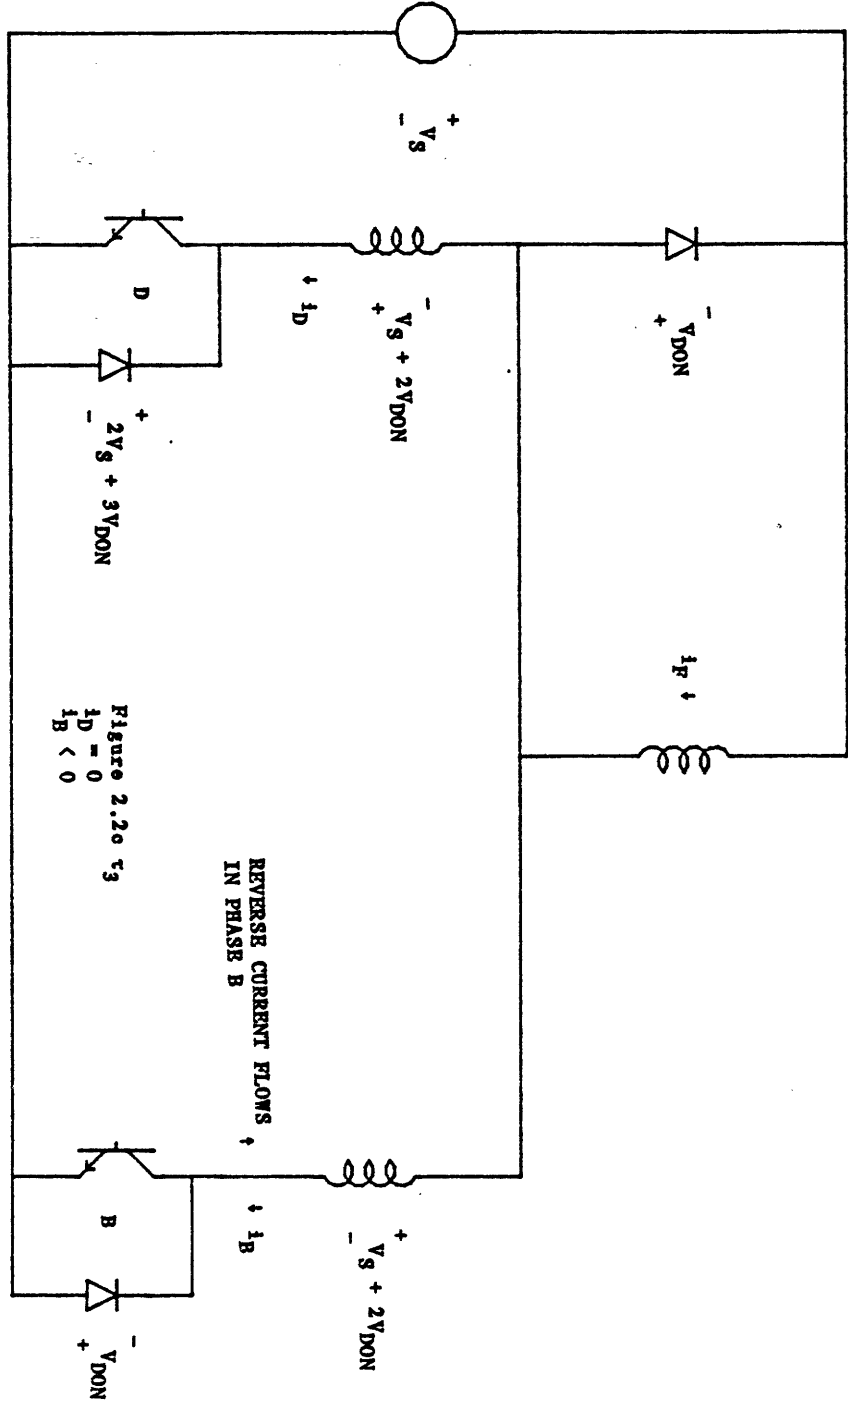 −
V_DON
+
i_F ↓
+
V_S
−
−
V_S + 2V_DON
+
+
V_S + 2V_DON
−
↓ i_D
REVERSE CURRENT FLOWS ↑
IN PHASE B
↓ i_B
D
+
2V_S + 3V_DON
−
Figure 2.2c τ3
i_D = 0
i_B < 0
B
−
V_DON
+